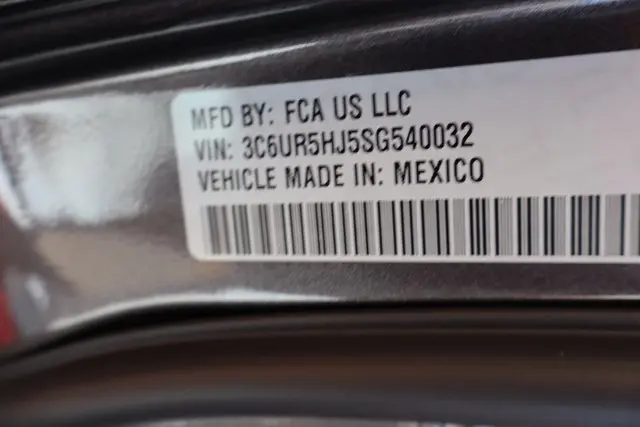 MFD BY: FCA US LLC
VIN: 3C6UR5HJ5SG540032
VEHICLE MADE IN: MEXICO